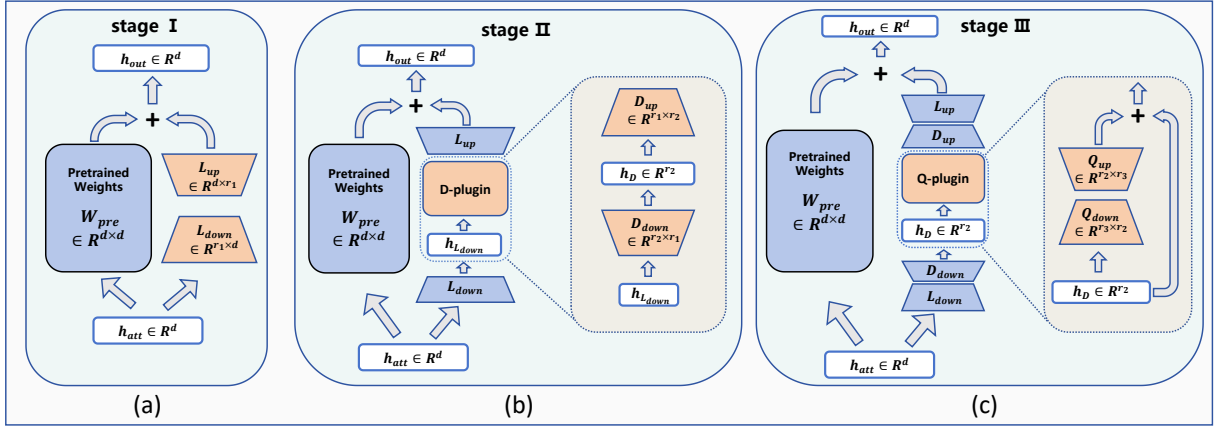 stage Ⅰ
h_out ∈ R^d
+
Pretrained
Weights
W_pre
∈ R^{d×d}
L_up
∈ R^{d×r_1}
L_down
∈ R^{r_1×d}
h_att ∈ R^d
(a)
stage Ⅱ
h_out ∈ R^d
+
Pretrained
Weights
W_pre
∈ R^{d×d}
L_up
D-plugin
h_{L_down}
L_down
h_att ∈ R^d
D_up
∈ R^{r_1×r_2}
h_D ∈ R^{r_2}
D_down
∈ R^{r_2×r_1}
h_{L_down}
(b)
stage Ⅲ
h_out ∈ R^d
+
Pretrained
Weights
W_pre
∈ R^{d×d}
L_up
D_up
Q-plugin
h_D ∈ R^{r_2}
D_down
L_down
h_att ∈ R^d
+
Q_up
∈ R^{r_2×r_3}
Q_down
∈ R^{r_3×r_2}
h_D ∈ R^{r_2}
(c)